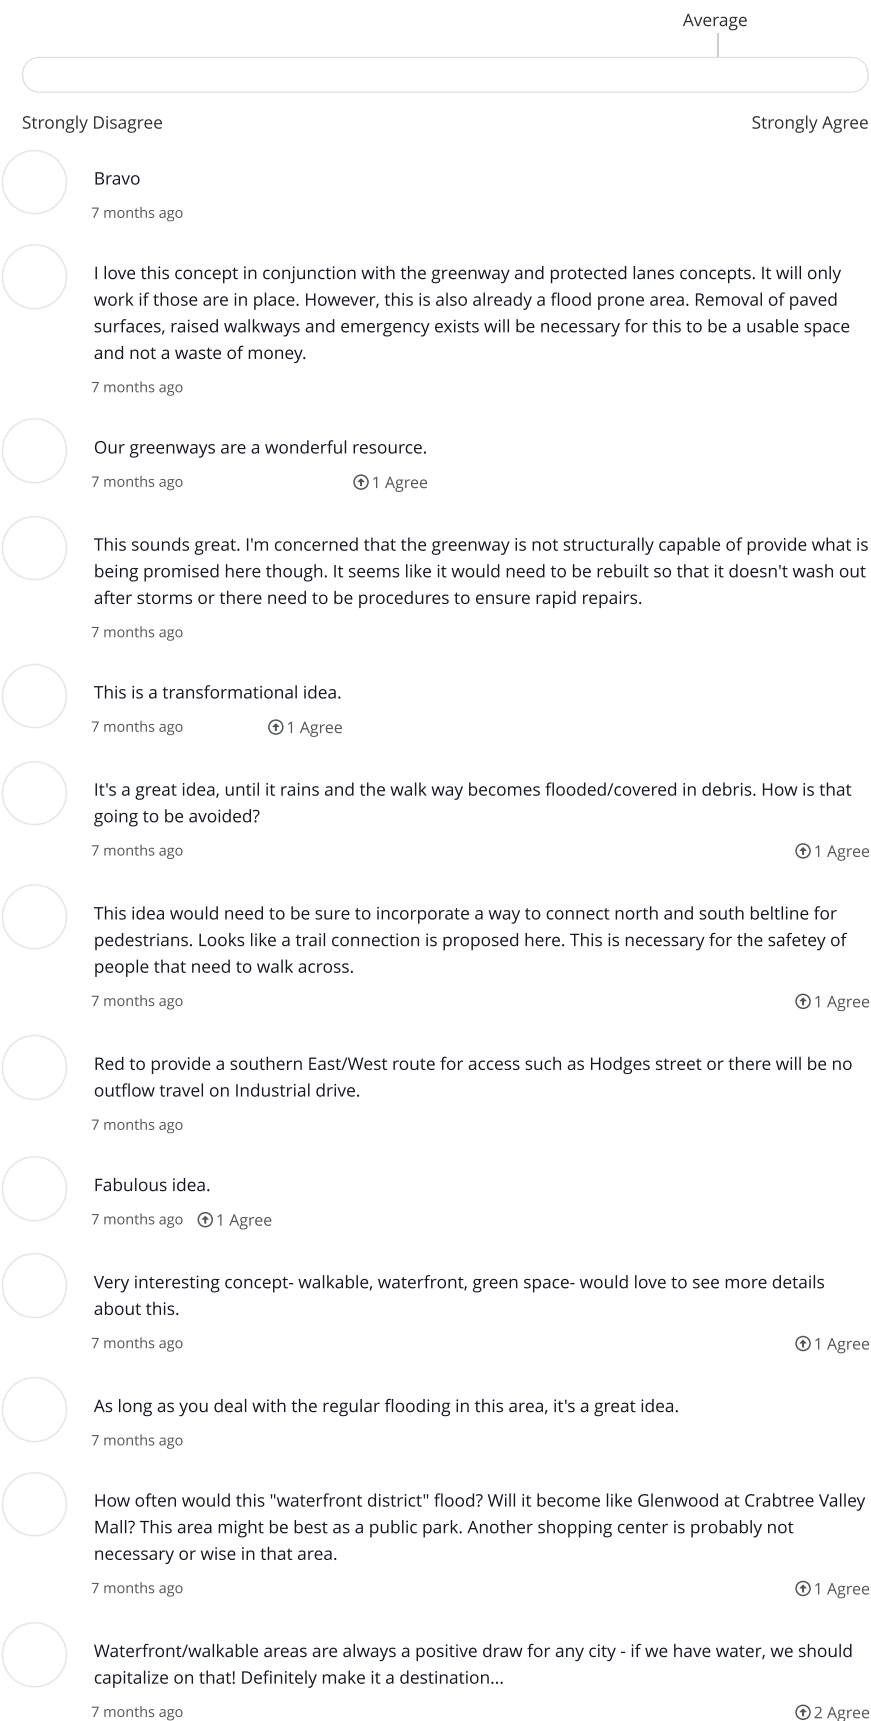 Average
Strongly Disagree Strongly Agree
Bravo
7 months ago
I love this concept in conjunction with the greenway and protected lanes concepts. It will only
work if those are in place. However, this is also already a flood prone area. Removal of paved
surfaces, raised walkways and emergency exists will be necessary for this to be a usable space
and not a waste of money.
7 months ago
Our greenways are a wonderful resource.
7 months ago 1 Agree
This sounds great. I'm concerned that the greenway is not structurally capable of provide what is
being promised here though. It seems like it would need to be rebuilt so that it doesn't wash out
after storms or there need to be procedures to ensure rapid repairs.
7 months ago
This is a transformational idea.
7 months ago 1 Agree
It's a great idea, until it rains and the walk way becomes flooded/covered in debris. How is that
going to be avoided?
7 months ago 1 Agree
This idea would need to be sure to incorporate a way to connect north and south beltline for
pedestrians. Looks like a trail connection is proposed here. This is necessary for the safetey of
people that need to walk across.
7 months ago 1 Agree
Red to provide a southern East/West route for access such as Hodges street or there will be no
outflow travel on Industrial drive.
7 months ago
Fabulous idea.
7 months ago 1 Agree
Very interesting concept- walkable, waterfront, green space- would love to see more details
about this.
7 months ago 1 Agree
As long as you deal with the regular flooding in this area, it's a great idea.
7 months ago
How often would this "waterfront district" flood? Will it become like Glenwood at Crabtree Valley
Mall? This area might be best as a public park. Another shopping center is probably not
necessary or wise in that area.
7 months ago 1 Agree
Waterfront/walkable areas are always a positive draw for any city - if we have water, we should
capitalize on that! Definitely make it a destination...
7 months ago 2 Agree